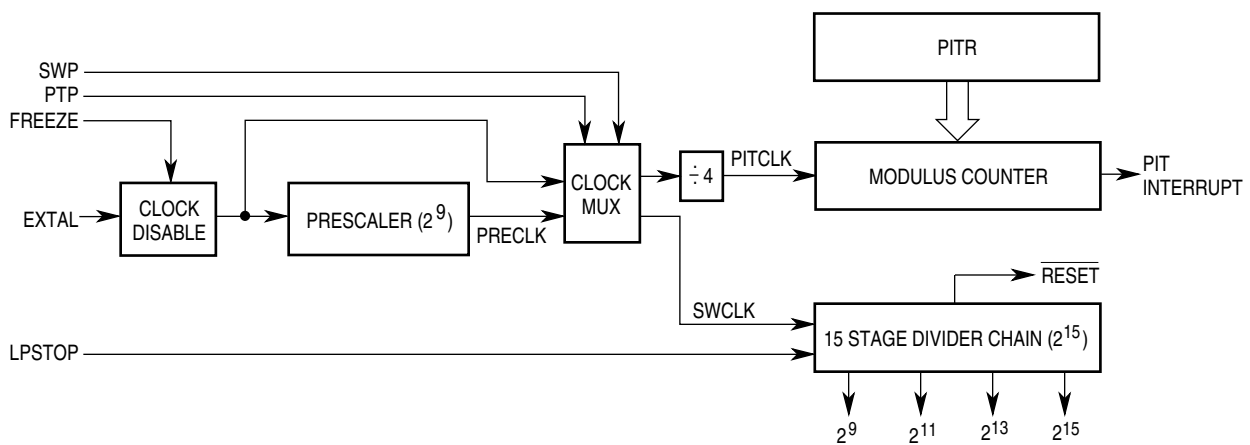 PITR
SWP
PTP
FREEZE
EXTAL
CLOCK
DISABLE
PRESCALER (2⁹)
PRECLK
CLOCK
MUX
÷ 4
PITCLK
MODULUS COUNTER
PIT
INTERRUPT
RESET
SWCLK
LPSTOP
15 STAGE DIVIDER CHAIN (2¹⁵)
2⁹ 2¹¹ 2¹³ 2¹⁵